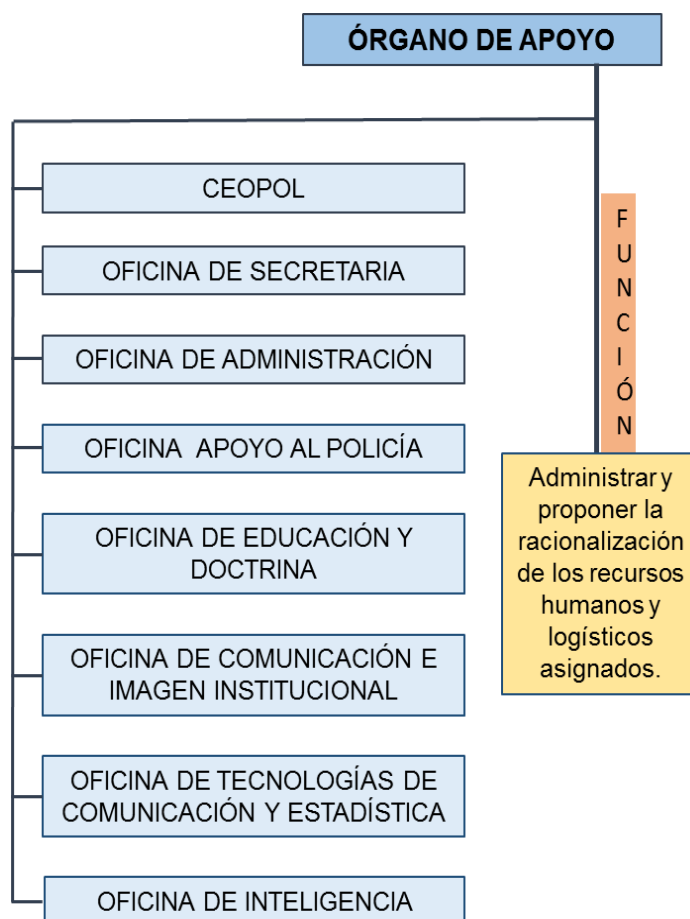 ÓRGANO DE APOYO
CEOPOL
OFICINA DE SECRETARIA
OFICINA DE ADMINISTRACIÓN
OFICINA APOYO AL POLICÍA
OFICINA DE EDUCACIÓN Y
DOCTRINA
OFICINA DE COMUNICACIÓN E
IMAGEN INSTITUCIONAL
OFICINA DE TECNOLOGÍAS DE
COMUNICACIÓN Y ESTADÍSTICA
OFICINA DE INTELIGENCIA
FUNCIÓN
Administrar y
proponer la
racionalización
de los recursos
humanos y
logísticos
asignados.